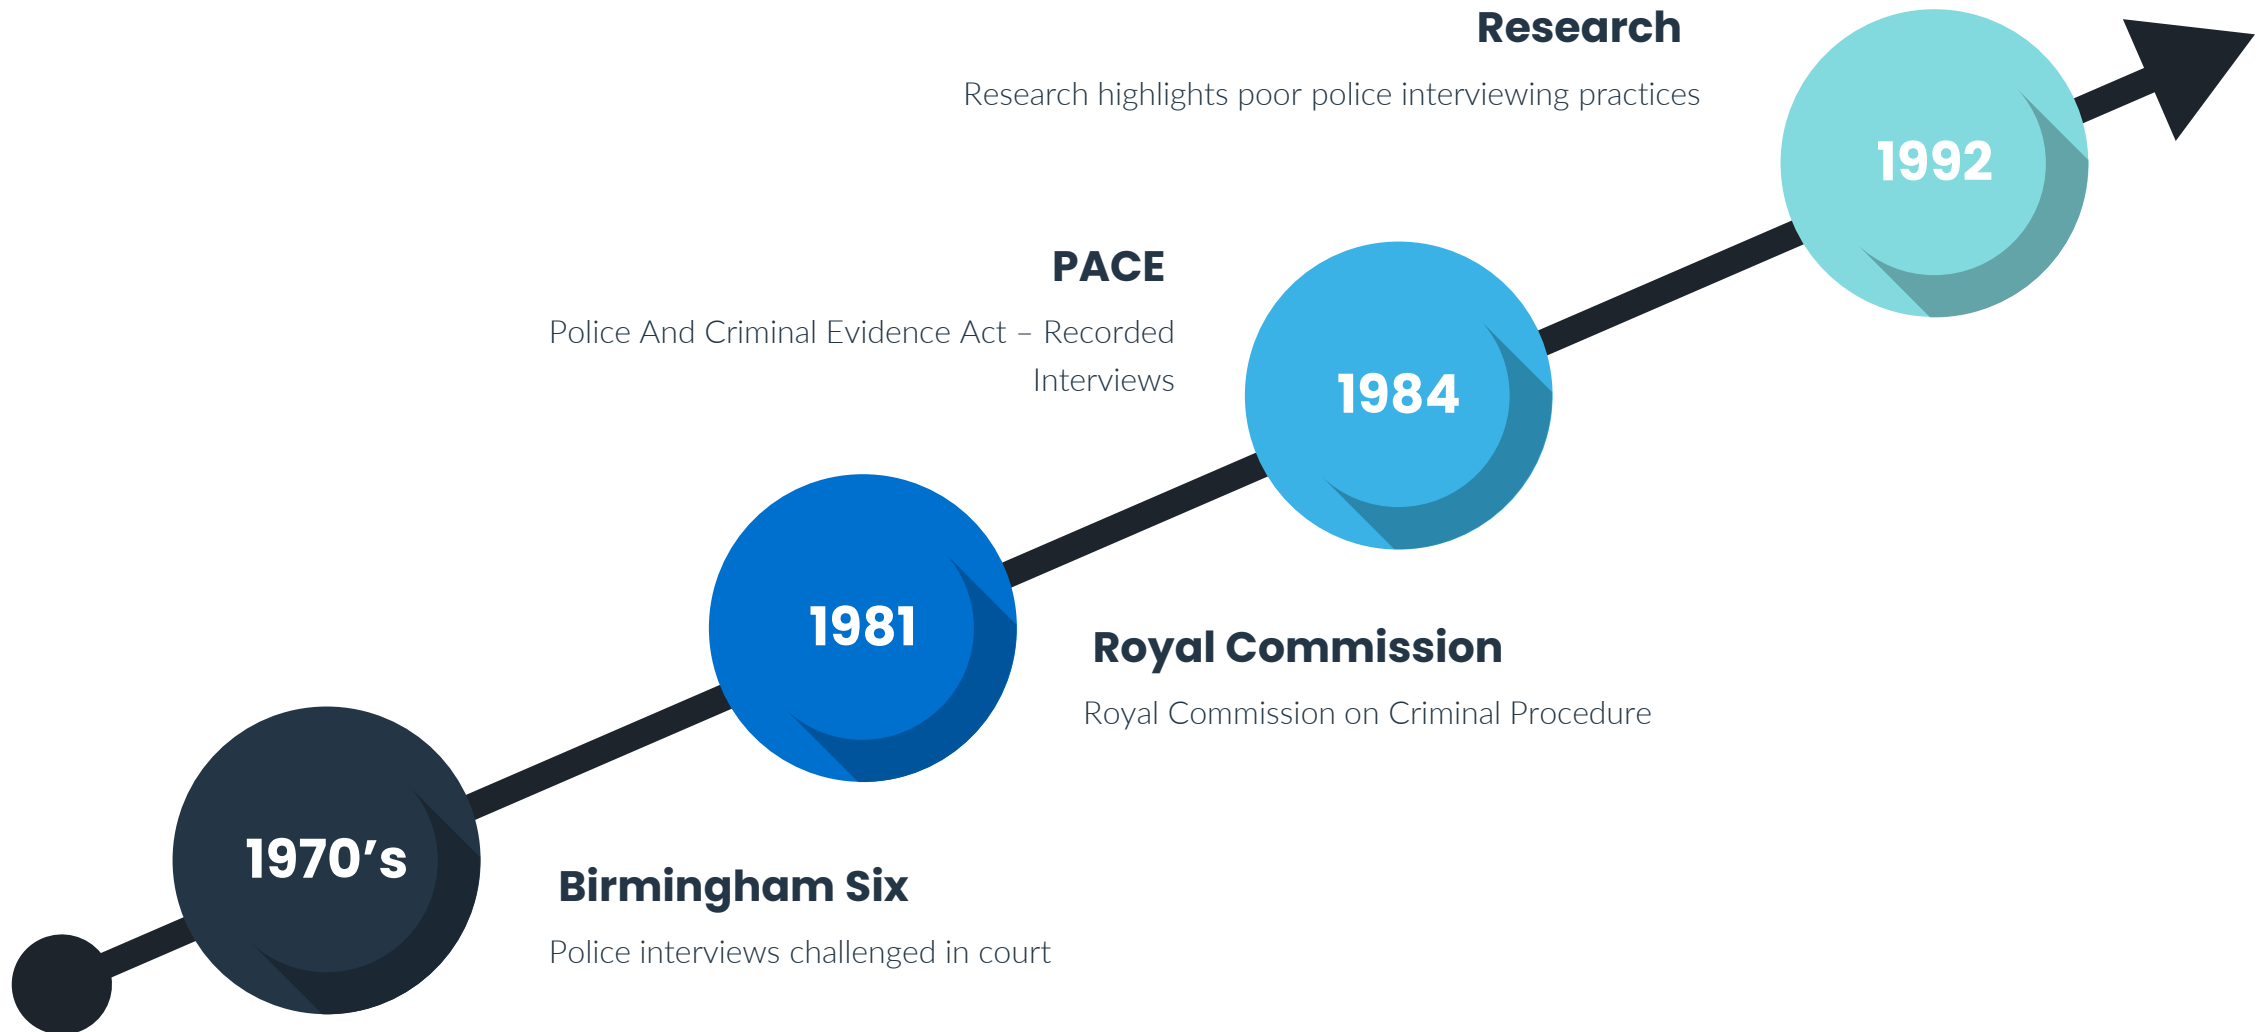 Research
Research highlights poor police interviewing practices
1992
PACE
Police And Criminal Evidence Act – Recorded
Interviews
1984
1981
Royal Commission
Royal Commission on Criminal Procedure
1970’s
Birmingham Six
Police interviews challenged in court